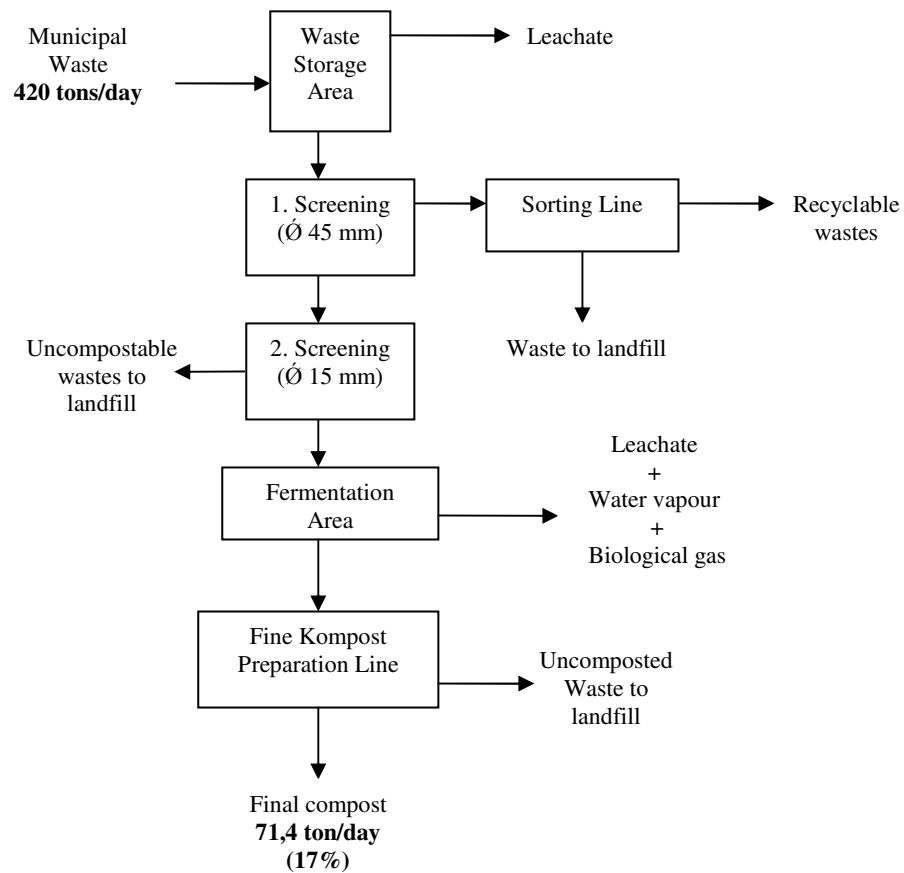 Municipal
Waste
420 tons/day
Waste
Storage
Area
Leachate
1. Screening
(Ǿ 45 mm)
Sorting Line
Recyclable
wastes
Waste to landfill
Uncompostable
wastes to
landfill
2. Screening
(Ǿ 15 mm)
Fermentation
Area
Leachate
+
Water vapour
+
Biological gas
Fine Kompost
Preparation Line
Uncomposted
Waste to
landfill
Final compost
71,4 ton/day
(17%)